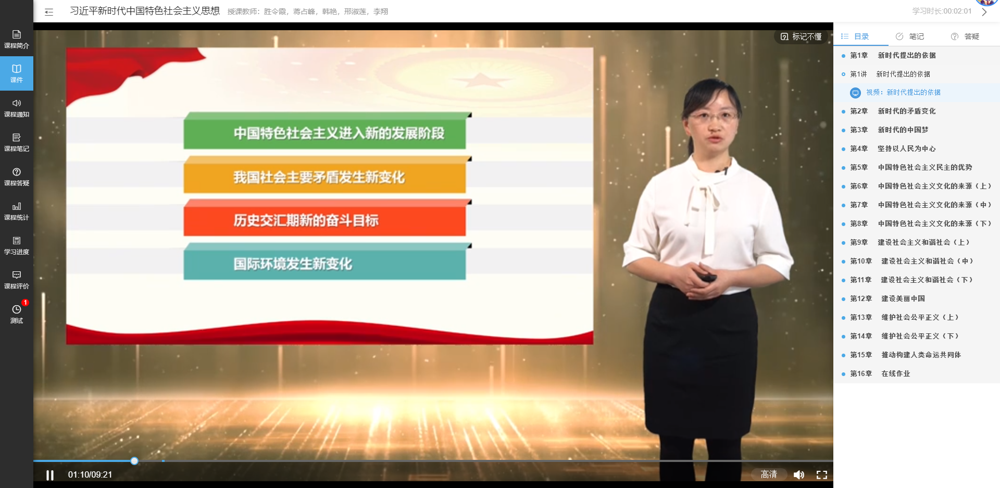 习近平新时代中国特色社会主义思想 授课教师：胜令霞，蒋占峰，韩艳，邢淑莲，李翔
学习时长:00:02:01
课程简介
课件
课程通知
课程笔记
课程答疑
课程统计
学习进度
课程评价
1
测试
标记不懂
中国特色社会主义进入新的发展阶段
我国社会主要矛盾发生新变化
历史交汇期新的奋斗目标
国际环境发生新变化
01:10/09:21
高清
目录 笔记 答疑
第1章 新时代提出的依据
第1讲 新时代提出的依据
视频：新时代提出的依据
第2章 新时代的矛盾变化
第3章 新时代的中国梦
第4章 坚持以人民为中心
第5章 中国特色社会主义民主的优势
第6章 中国特色社会主义文化的来源（上）
第7章 中国特色社会主义文化的来源（中）
第8章 中国特色社会主义文化的来源（下）
第9章 建设社会主义和谐社会（上）
第10章 建设社会主义和谐社会（中）
第11章 建设社会主义和谐社会（下）
第12章 建设美丽中国
第13章 维护社会公平正义（上）
第14章 维护社会公平正义（下）
第15章 推动构建人类命运共同体
第16章 在线作业